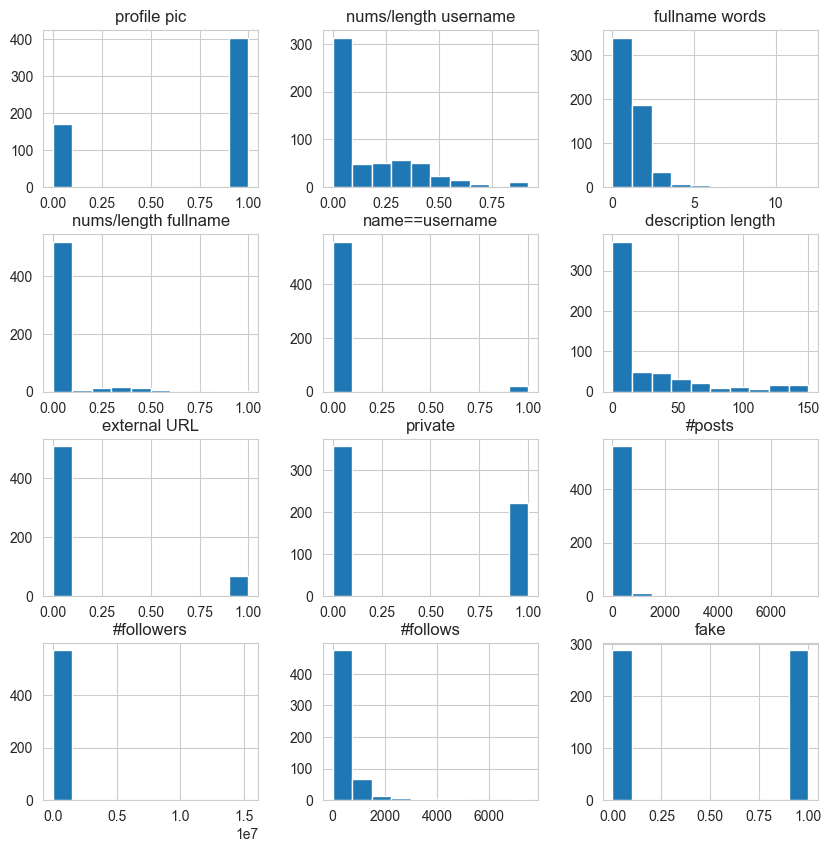 profile pic
nums/length username
fullname words
400
300
200
100
0
0.00 0.25 0.50 0.75 1.00
300
200
100
0
0.00 0.25 0.50 0.75
300
200
100
0
0 5 10
nums/length fullname
name==username
description length
400
200
0
0.00 0.25 0.50 0.75 1.00
400
200
0
0.00 0.25 0.50 0.75 1.00
300
200
100
0
0 50 100 150
external URL
private
#posts
400
200
0
0.00 0.25 0.50 0.75 1.00
300
200
100
0
0.00 0.25 0.50 0.75 1.00
400
200
0
0 2000 4000 6000
#followers
#follows
fake
400
200
0
0.0 0.5 1.0 1.5
1e7
400
300
200
100
0
0 2000 4000 6000
300
200
100
0
0.00 0.25 0.50 0.75 1.00